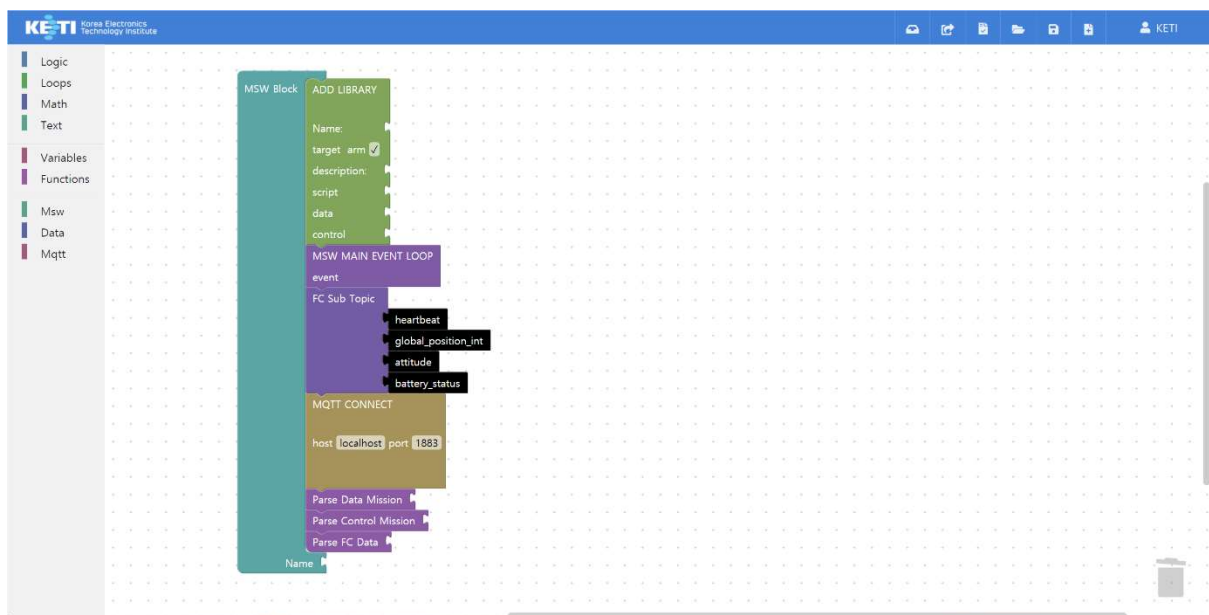 KETI Korea Electronics
Technology Institute
KETI
Logic
Loops
Math
Text
Variables
Functions
Msw
Data
Mqtt
MSW Block
ADD LIBRARY
Name:
target arm
description:
script
data
control
MSW MAIN EVENT LOOP
event
FC Sub Topic
heartbeat
global_position_int
attitude
battery_status
MQTT CONNECT
host localhost port 1883
Parse Data Mission
Parse Control Mission
Parse FC Data
Name